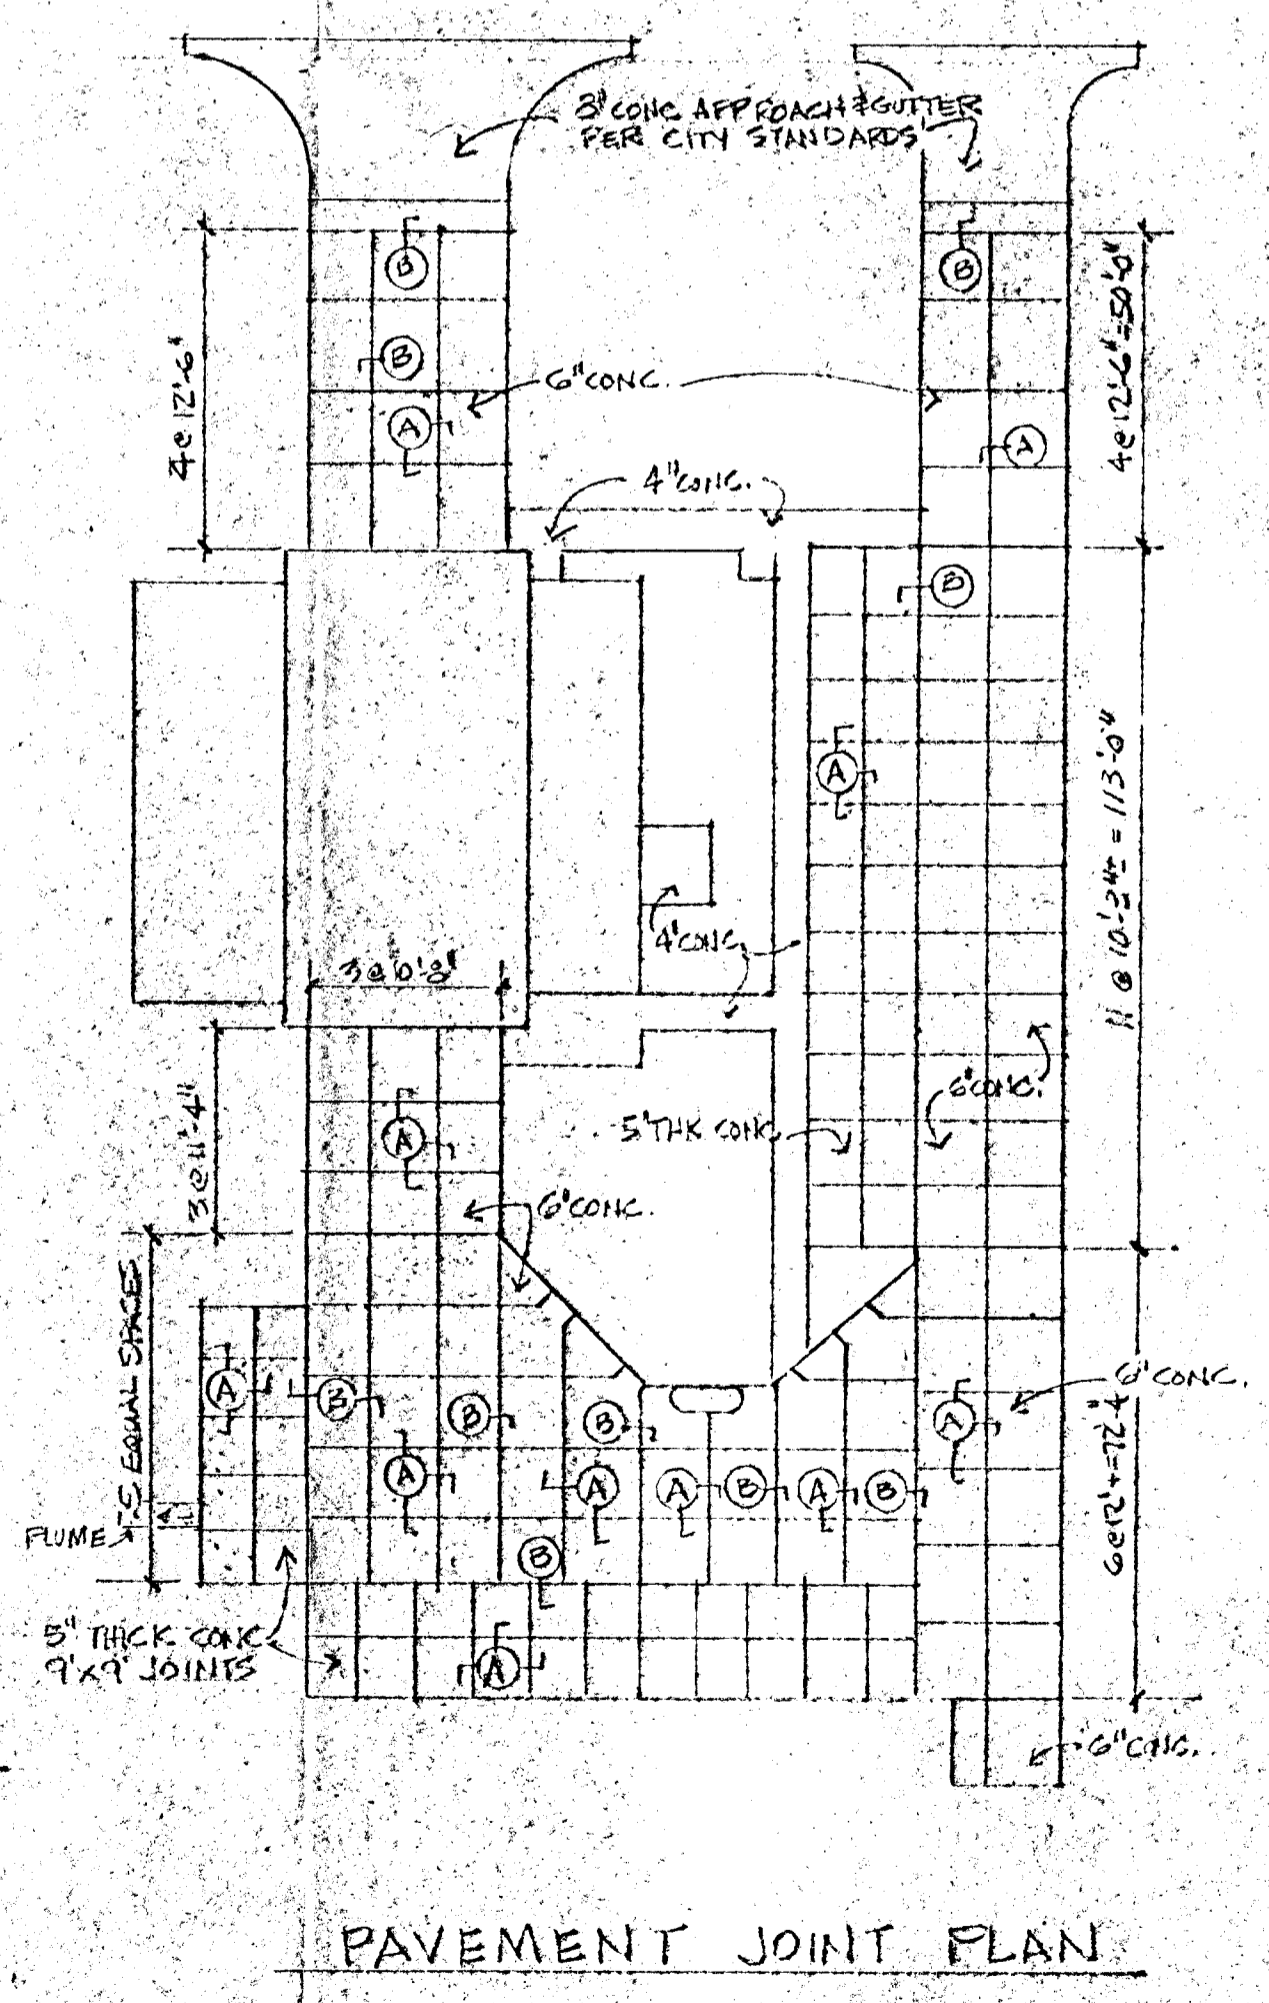 8" CONC APPROACH & GUTTER
PER CITY STANDARDS
B
B
4@12'-6"
B
6" CONC.
A
4@12'-6"=50'-0"
A
4" CONC.
B
A
11 @ 10'-3"± = 113'-0"
4" CONC.
3@10'-8"
6" CONC.
3@11'-4"
A
5" THK CONC.
6" CONC.
EQUAL SPACES
A
B
B
B
A
6" CONC.
A
A
A
B
A
B
6@12'±=72'-4"
FLUME
B
5" THICK CONC.
9'x9' JOINTS
A
6" CONC.
PAVEMENT JOINT PLAN